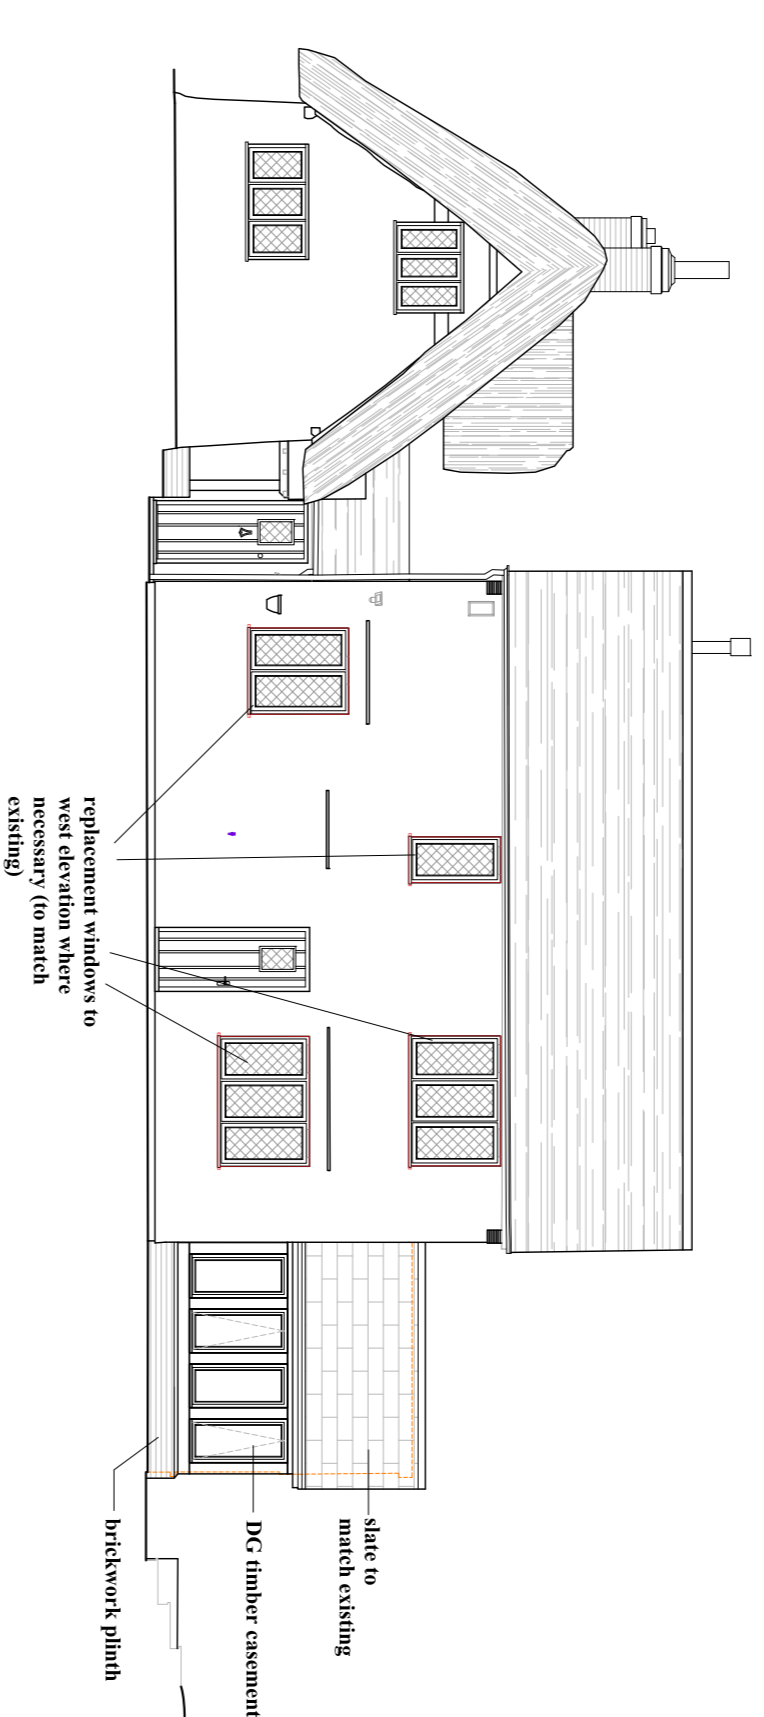 replacement windows to
west elevation where
necessary (to match
existing)
slate to
match existing
DG timber casement
brickwork plinth